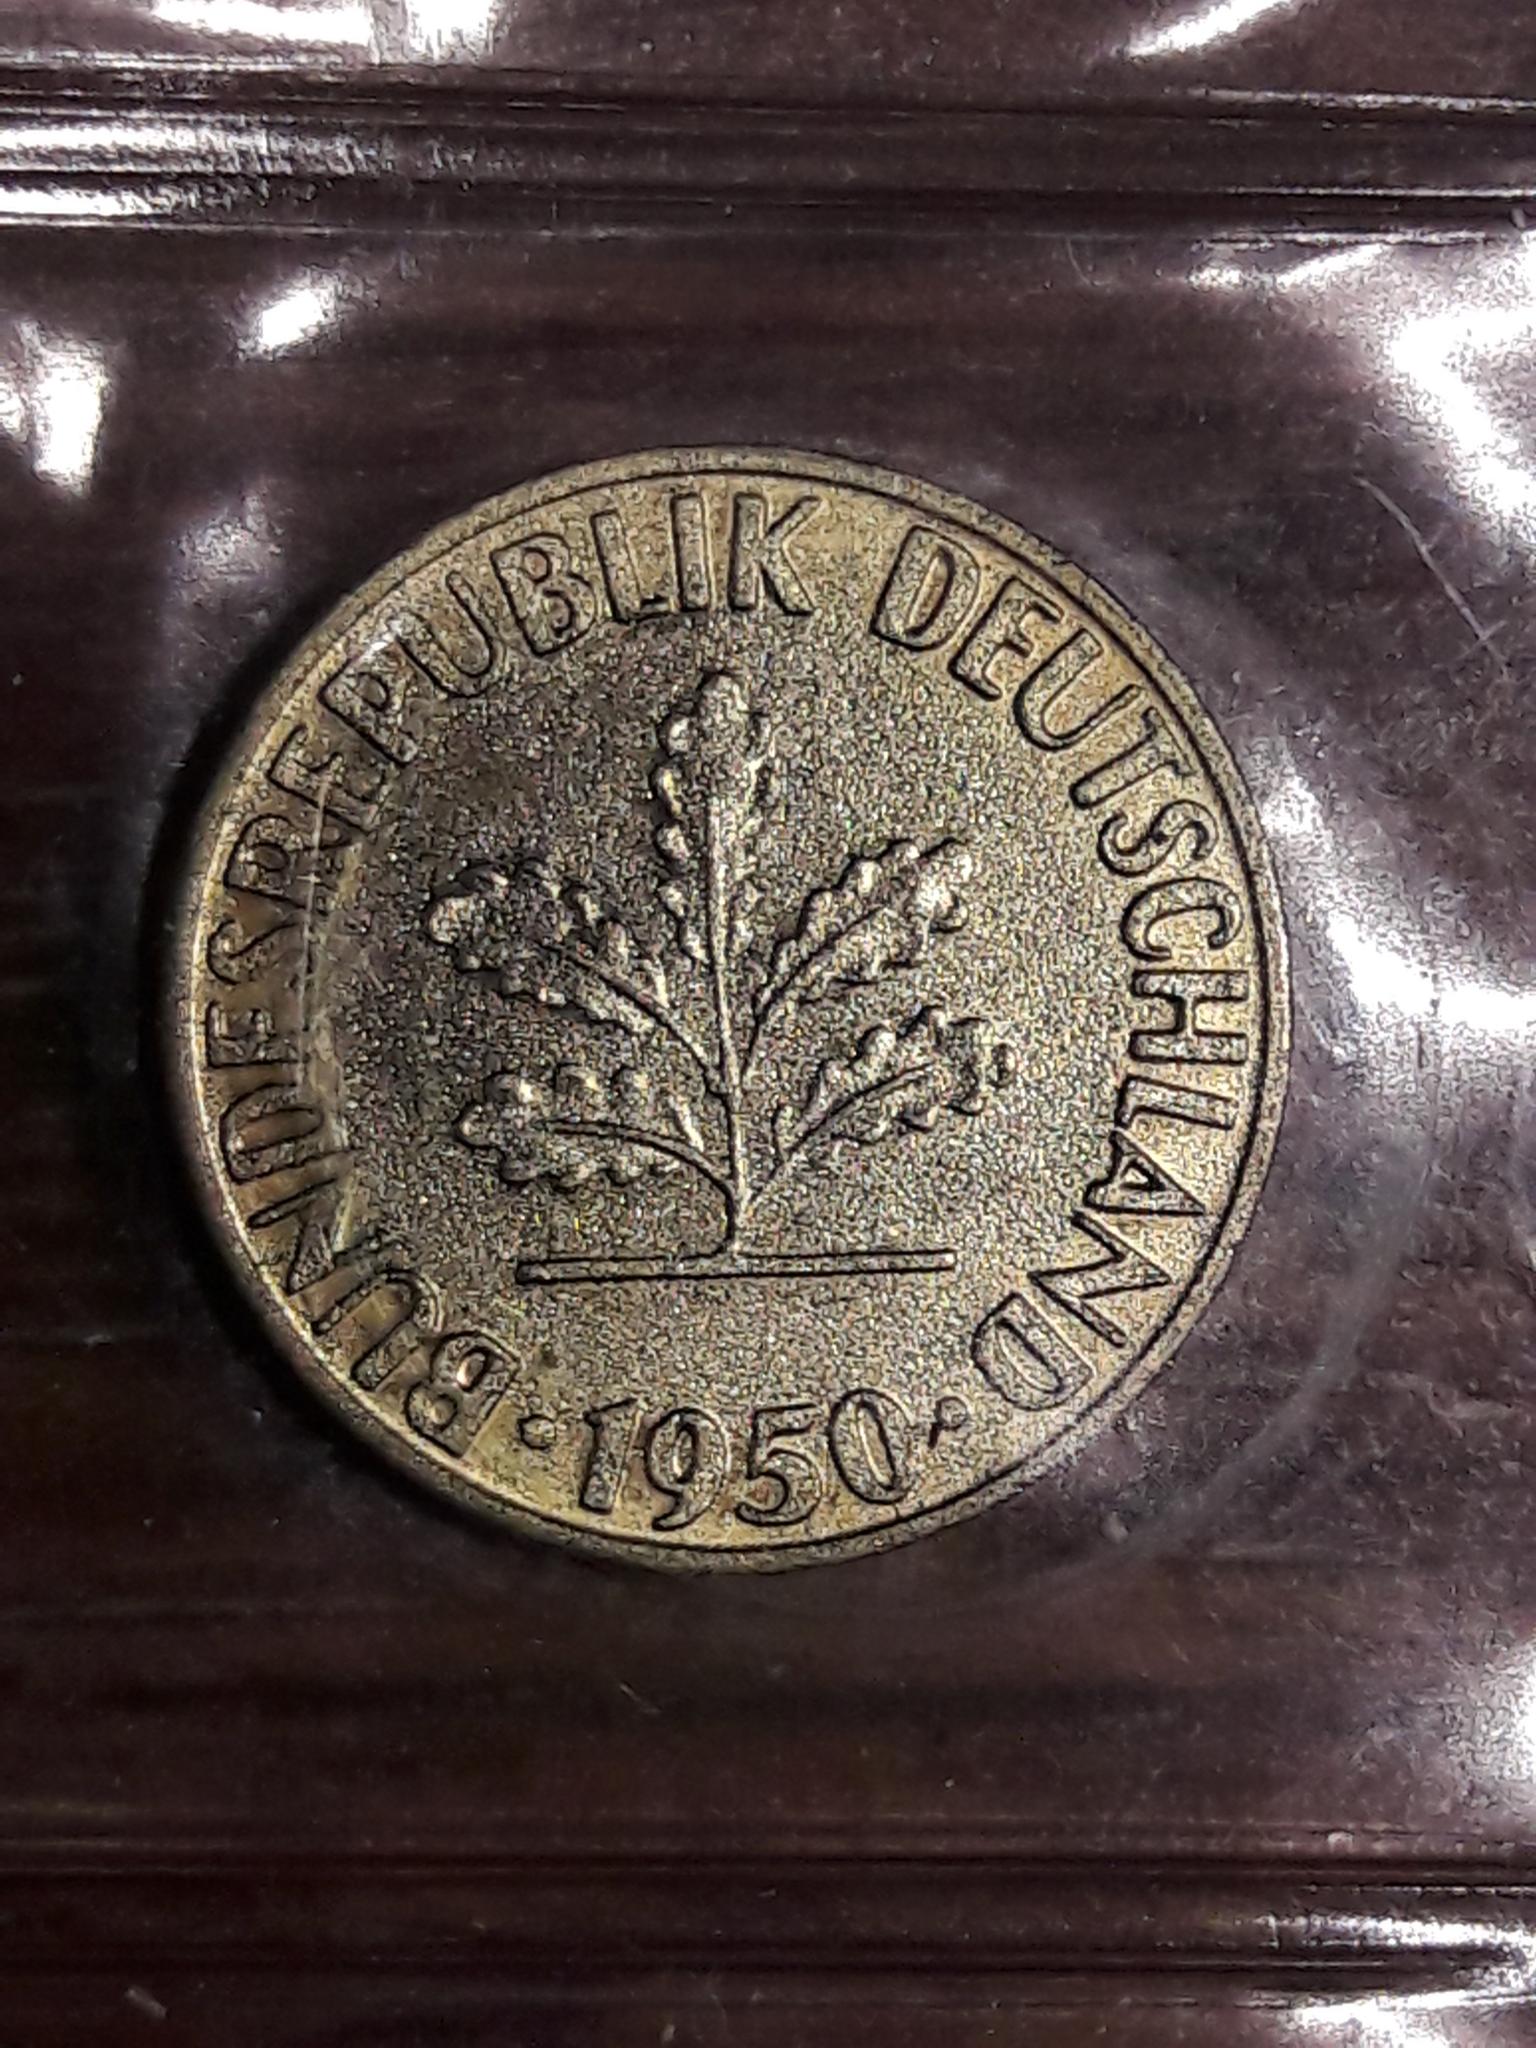 BUNDESREPUBLIK DEUTSCHLAND
· 1950 ·